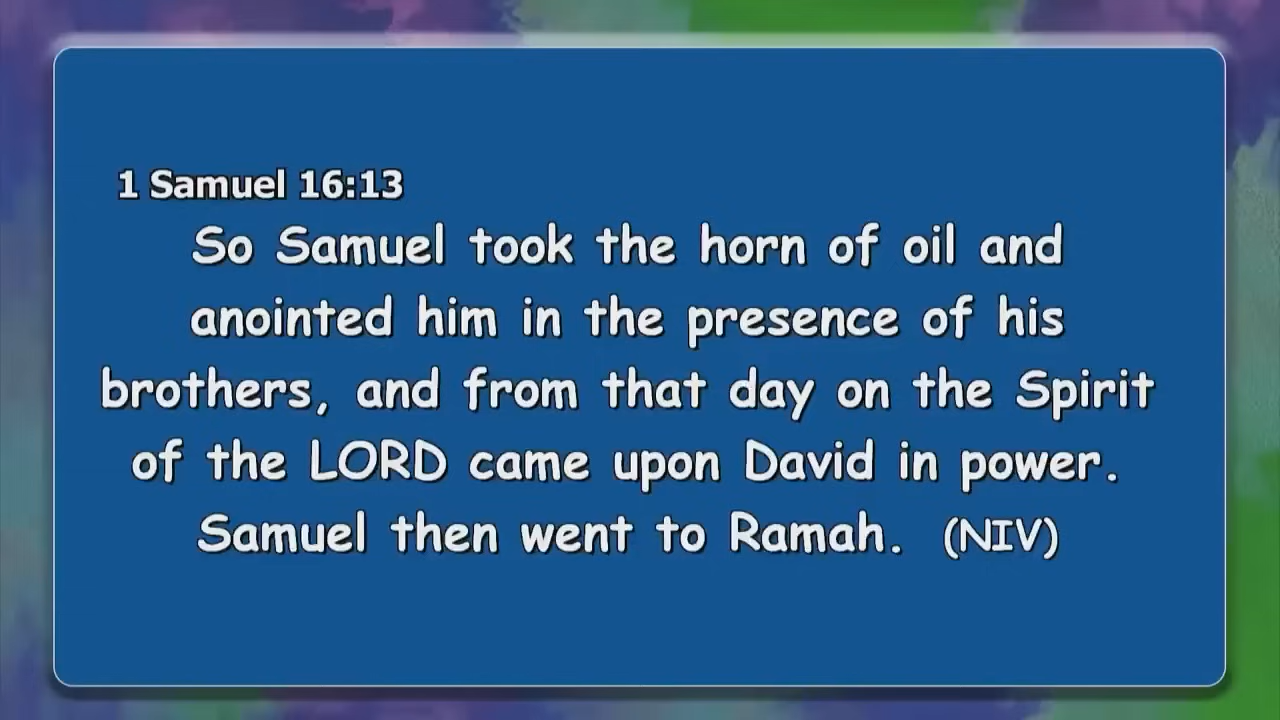 1 Samuel 16:13
So Samuel took the horn of oil and
anointed him in the presence of his
brothers, and from that day on the Spirit
of the LORD came upon David in power.
Samuel then went to Ramah. (NIV)